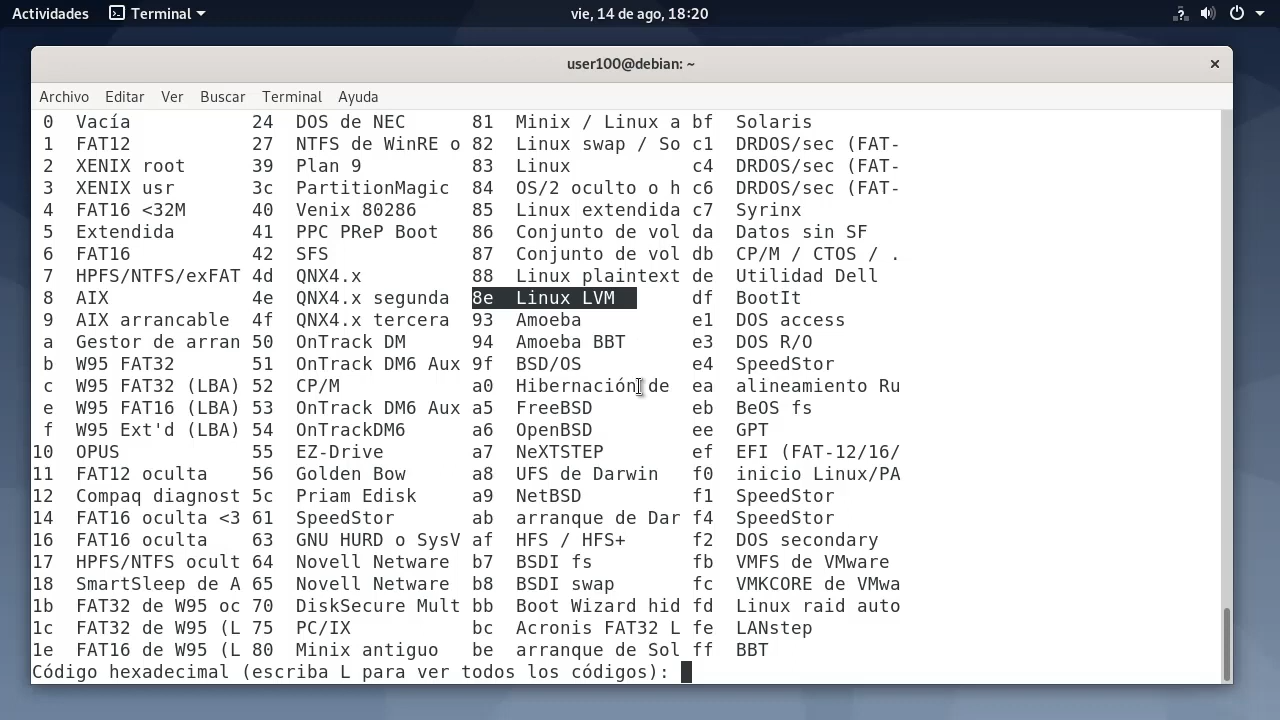 Actividades Terminal vie, 14 de ago, 18:20
user100@debian: ~
Archivo Editar Ver Buscar Terminal Ayuda
0 Vacía 24 DOS de NEC 81 Minix / Linux a bf Solaris
1 FAT12 27 NTFS de WinRE o 82 Linux swap / So c1 DRDOS/sec (FAT-
2 XENIX root 39 Plan 9 83 Linux c4 DRDOS/sec (FAT-
3 XENIX usr 3c PartitionMagic 84 OS/2 oculto o h c6 DRDOS/sec (FAT-
4 FAT16 <32M 40 Venix 80286 85 Linux extendida c7 Syrinx
5 Extendida 41 PPC PReP Boot 86 Conjunto de vol da Datos sin SF
6 FAT16 42 SFS 87 Conjunto de vol db CP/M / CTOS / .
7 HPFS/NTFS/exFAT 4d QNX4.x 88 Linux plaintext de Utilidad Dell
8 AIX 4e QNX4.x segunda 8e Linux LVM df BootIt
9 AIX arrancable 4f QNX4.x tercera 93 Amoeba e1 DOS access
a Gestor de arran 50 OnTrack DM 94 Amoeba BBT e3 DOS R/O
b W95 FAT32 51 OnTrack DM6 Aux 9f BSD/OS e4 SpeedStor
c W95 FAT32 (LBA) 52 CP/M a0 Hibernación de ea alineamiento Ru
e W95 FAT16 (LBA) 53 OnTrack DM6 Aux a5 FreeBSD eb BeOS fs
f W95 Ext'd (LBA) 54 OnTrackDM6 a6 OpenBSD ee GPT
10 OPUS 55 EZ-Drive a7 NeXTSTEP ef EFI (FAT-12/16/
11 FAT12 oculta 56 Golden Bow a8 UFS de Darwin f0 inicio Linux/PA
12 Compaq diagnost 5c Priam Edisk a9 NetBSD f1 SpeedStor
14 FAT16 oculta <3 61 SpeedStor ab arranque de Dar f4 SpeedStor
16 FAT16 oculta 63 GNU HURD o SysV af HFS / HFS+ f2 DOS secondary
17 HPFS/NTFS ocult 64 Novell Netware b7 BSDI fs fb VMFS de VMware
18 SmartSleep de A 65 Novell Netware b8 BSDI swap fc VMKCORE de VMwa
1b FAT32 de W95 oc 70 DiskSecure Mult bb Boot Wizard hid fd Linux raid auto
1c FAT32 de W95 (L 75 PC/IX bc Acronis FAT32 L fe LANstep
1e FAT16 de W95 (L 80 Minix antiguo be arranque de Sol ff BBT
Código hexadecimal (escriba L para ver todos los códigos):